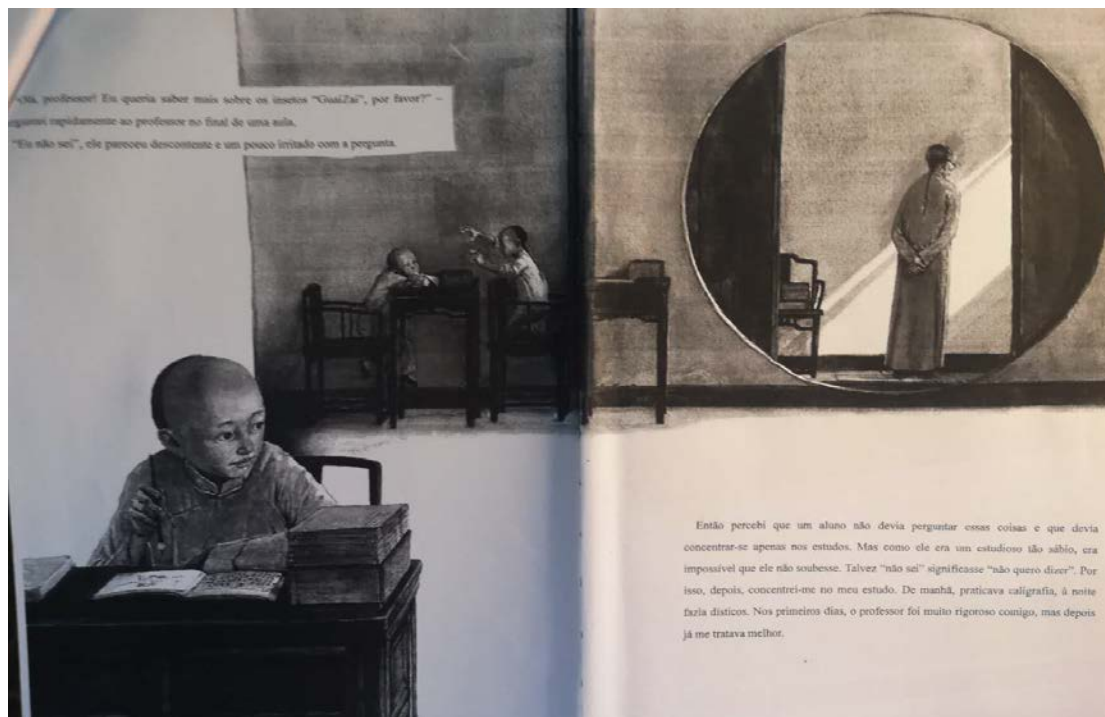 professor! Eu queria saber mais sobre os insetos “GuaiZai”, por favor?” –
rapidamente ao professor no final de uma aula.
“Eu não sei”, ele pareceu descontente e um pouco irritado com a pergunta.
Então percebi que um aluno não devia perguntar essas coisas e que devia
concentrar-se apenas nos estudos. Mas como ele era um estudioso tão sábio, era
impossível que ele não soubesse. Talvez “não sei” significasse “não quero dizer”. Por
isso, depois, concentrei-me no meu estudo. De manhã, praticava caligrafia, à noite
fazia dísticos. Nos primeiros dias, o professor foi muito rigoroso comigo, mas depois
já me tratava melhor.